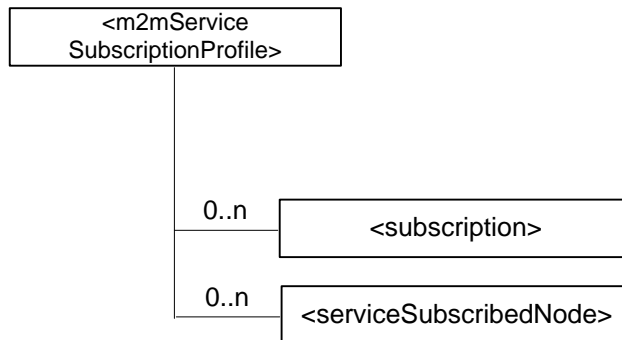 <m2mService
SubscriptionProfile>
0..n
<subscription>
0..n
<serviceSubscribedNode>